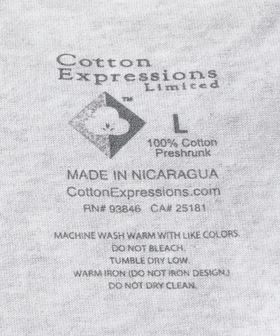 Cotton
Expressions
Limited
TM
L
100% Cotton
Preshrunk
MADE IN NICARAGUA
CottonExpressions.com
RN# 93846 CA# 25181
MACHINE WASH WARM WITH LIKE COLORS.
DO NOT BLEACH.
TUMBLE DRY LOW.
WARM IRON (DO NOT IRON DESIGN.)
DO NOT DRY CLEAN.